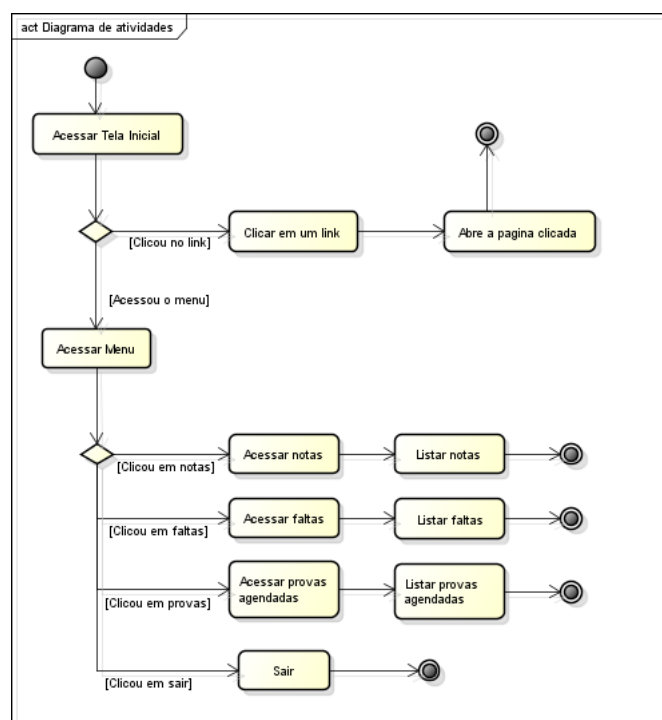 act Diagrama de atividades
Acessar Tela Inicial
[Clicou no link]
Clicar em um link
Abre a pagina clicada
[Acessou o menu]
Acessar Menu
[Clicou em notas]
Acessar notas
Listar notas
[Clicou em faltas]
Acessar faltas
Listar faltas
[Clicou em provas]
Acessar provas
agendadas
Listar provas
agendadas
[Clicou em sair]
Sair